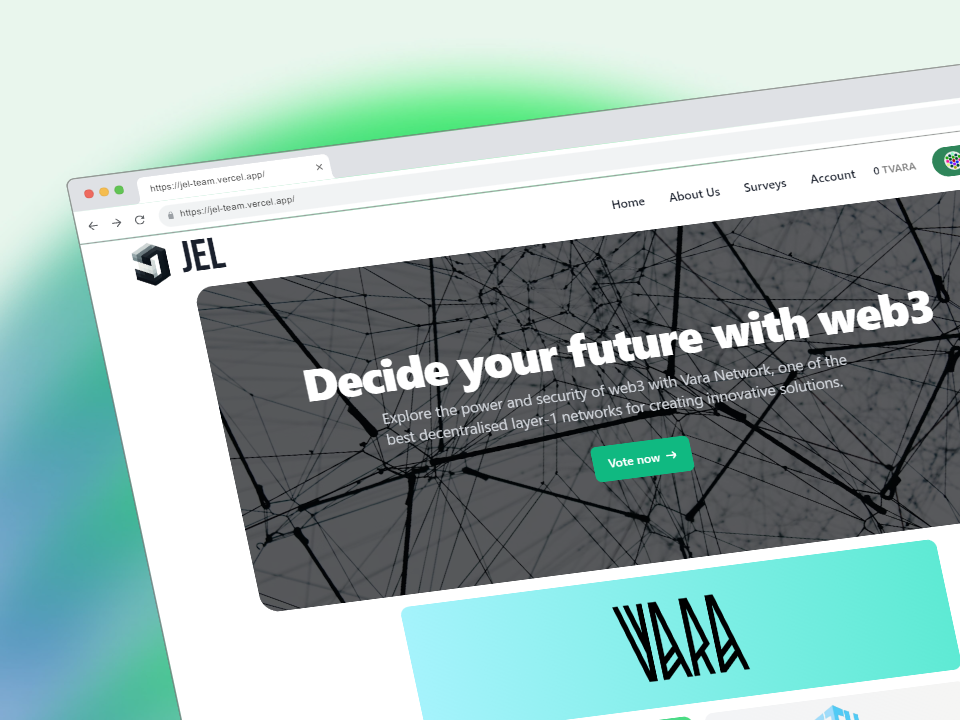 https://jel-team.vercel.app/
https://jel-team.vercel.app/
JEL
Home About Us Surveys Account 0 TVARA
Decide your future with web3
Explore the power and security of web3 with Vara Network, one of the
best decentralised layer-1 networks for creating innovative solutions.
Vote now →
VARA